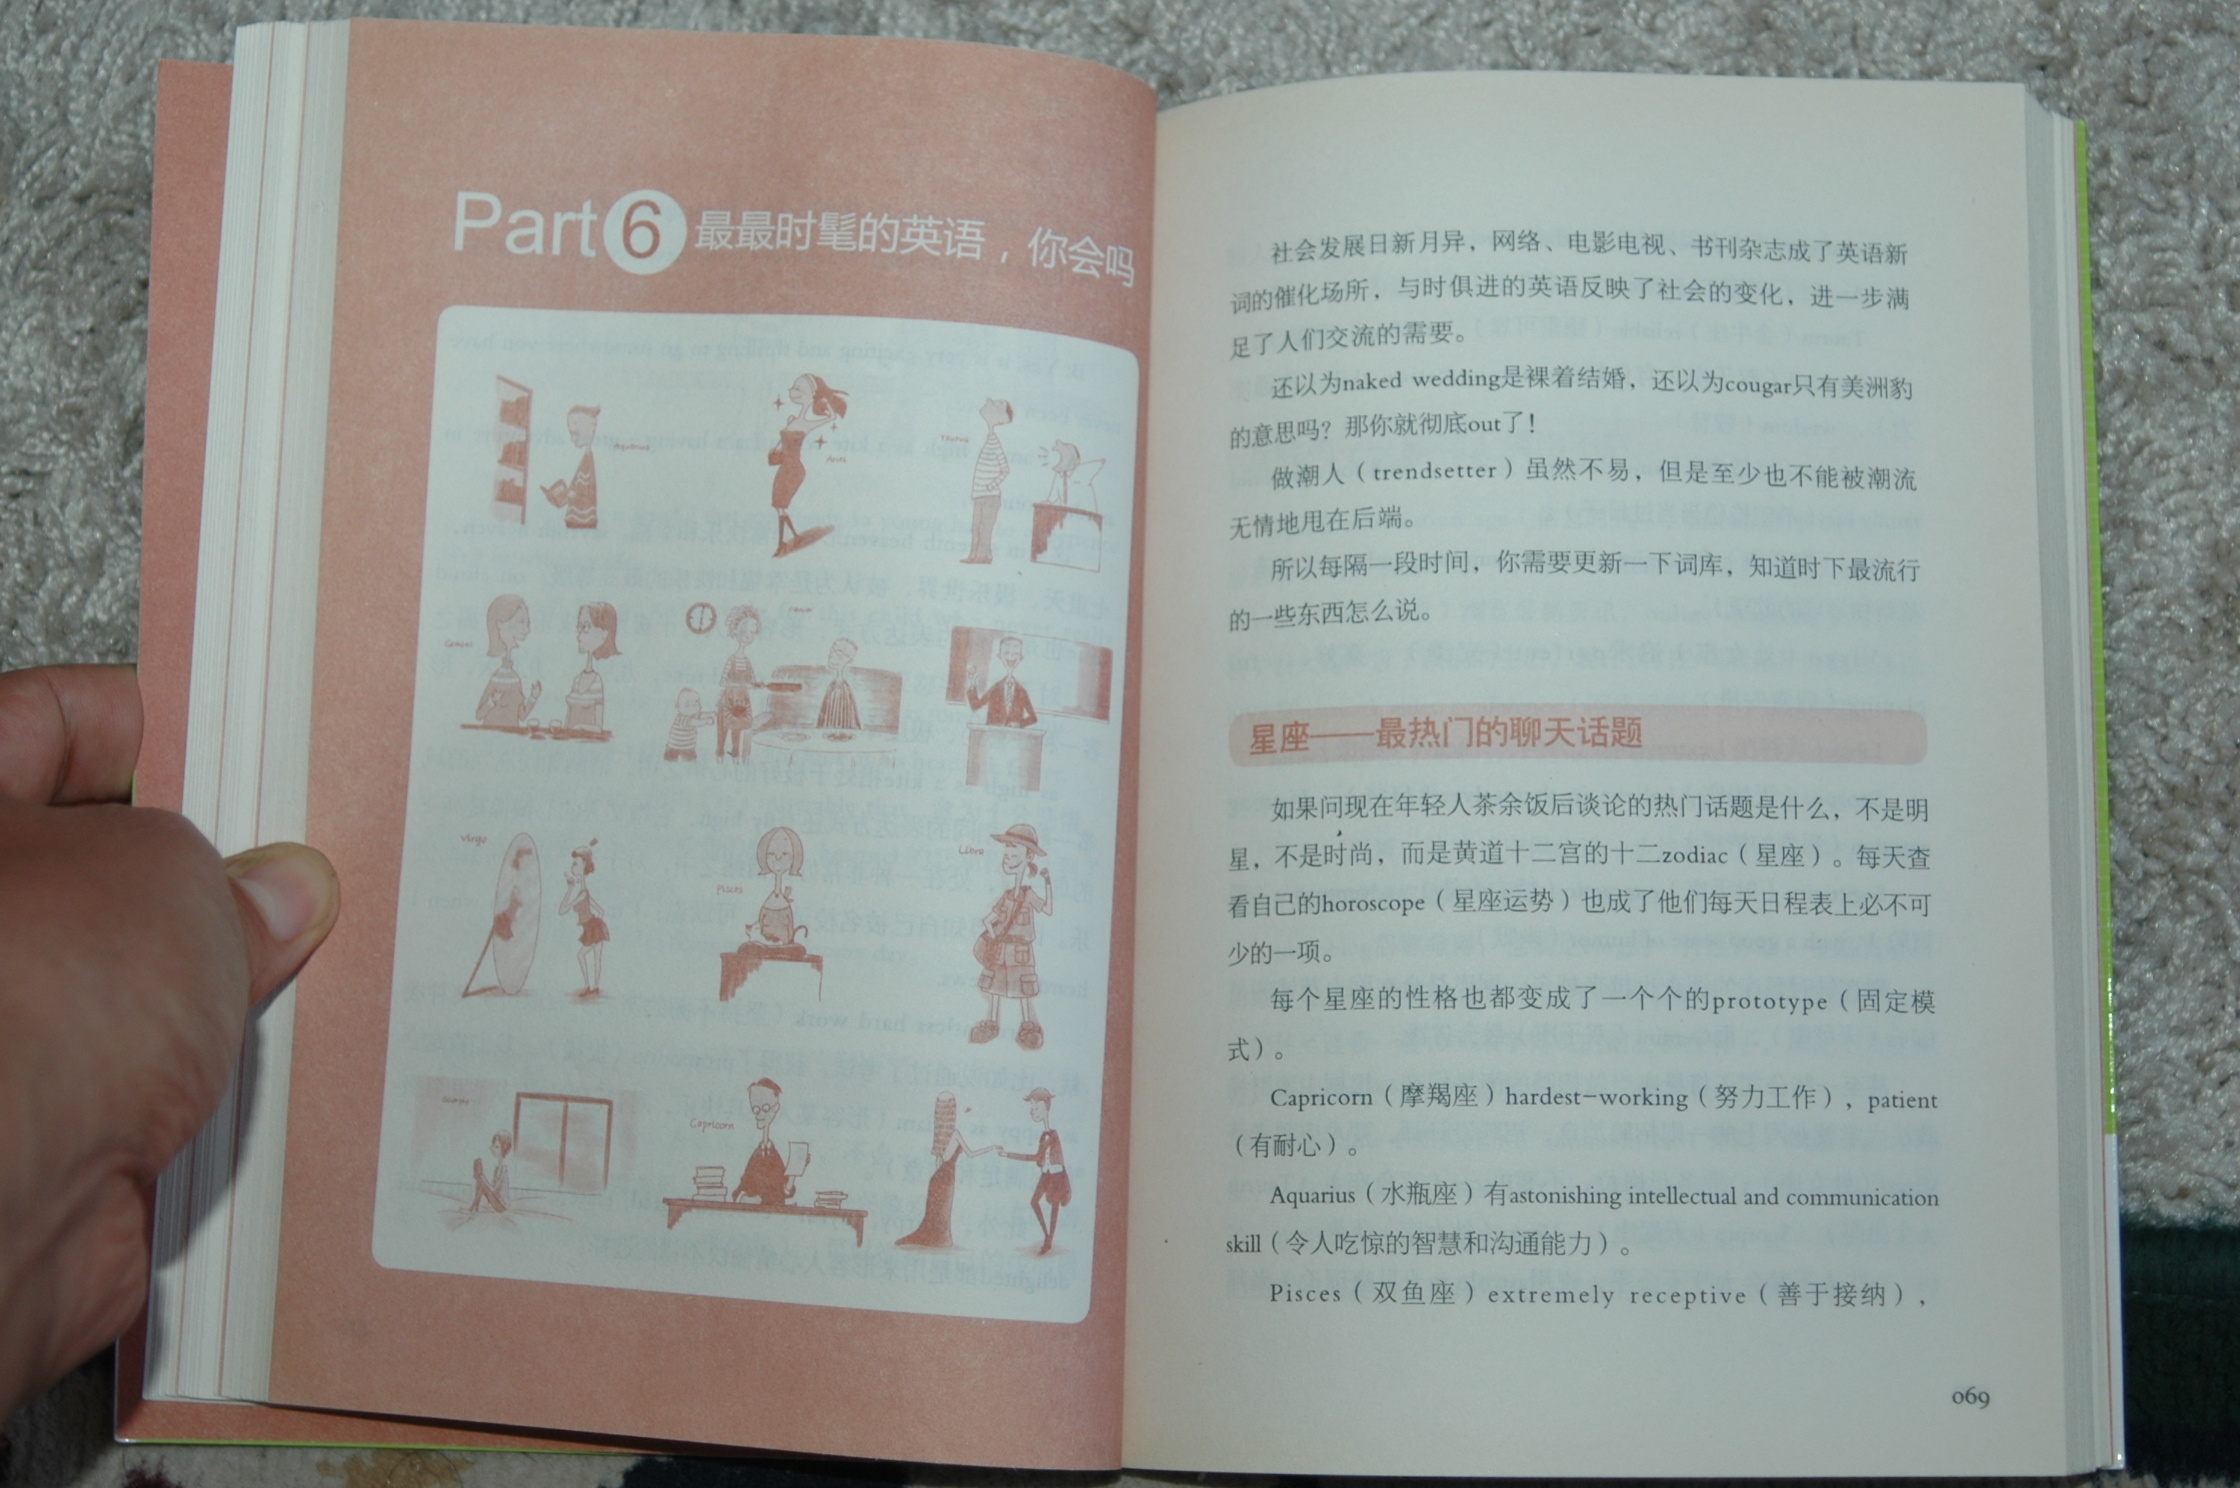 Part 6 最最时髦的英语，你会吗
Taurus
Aries
Aquarius
Gemini
Libra
Pisces
Virgo
Capricorn
社会发展日新月异，网络、电影电视、书刊杂志成了英语新
词的催化场所，与时俱进的英语反映了社会的变化，进一步满
足了人们交流的需要。
还以为naked wedding是裸着结婚，还以为cougar只有美洲豹
的意思吗？那你就彻底out了！
做潮人（trendsetter）虽然不易，但是至少也不能被潮流
无情地甩在后端。
所以每隔一段时间，你需要更新一下词库，知道时下最流行
的一些东西怎么说。
星座——最热门的聊天话题
如果问现在年轻人茶余饭后谈论的热门话题是什么，不是明
星，不是时尚，而是黄道十二宫的十二zodiac（星座）。每天查
看自己的horoscope（星座运势）也成了他们每天日程表上必不可
少的一项。
每个星座的性格也都变成了一个个的prototype（固定模
式）。
Capricorn（摩羯座）hardest-working（努力工作），patient
（有耐心）。
Aquarius（水瓶座）有astonishing intellectual and communication
skill（令人吃惊的智慧和沟通能力）。
Pisces（双鱼座）extremely receptive（善于接纳），
069